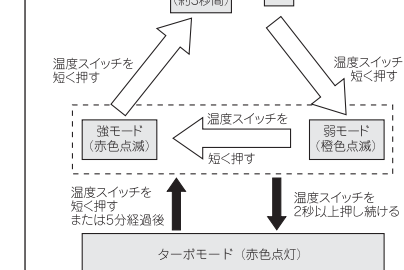 (約3秒間)
温度スイッチを
短く押す
温度スイッチ
短く押す
温度スイッチを
短く押す
強モード
(赤色点滅)
弱モード
(橙色点滅)
温度スイッチを
短く押す
または5分経過後
温度スイッチを
2秒以上押し続ける
ターボモード (赤色点灯)